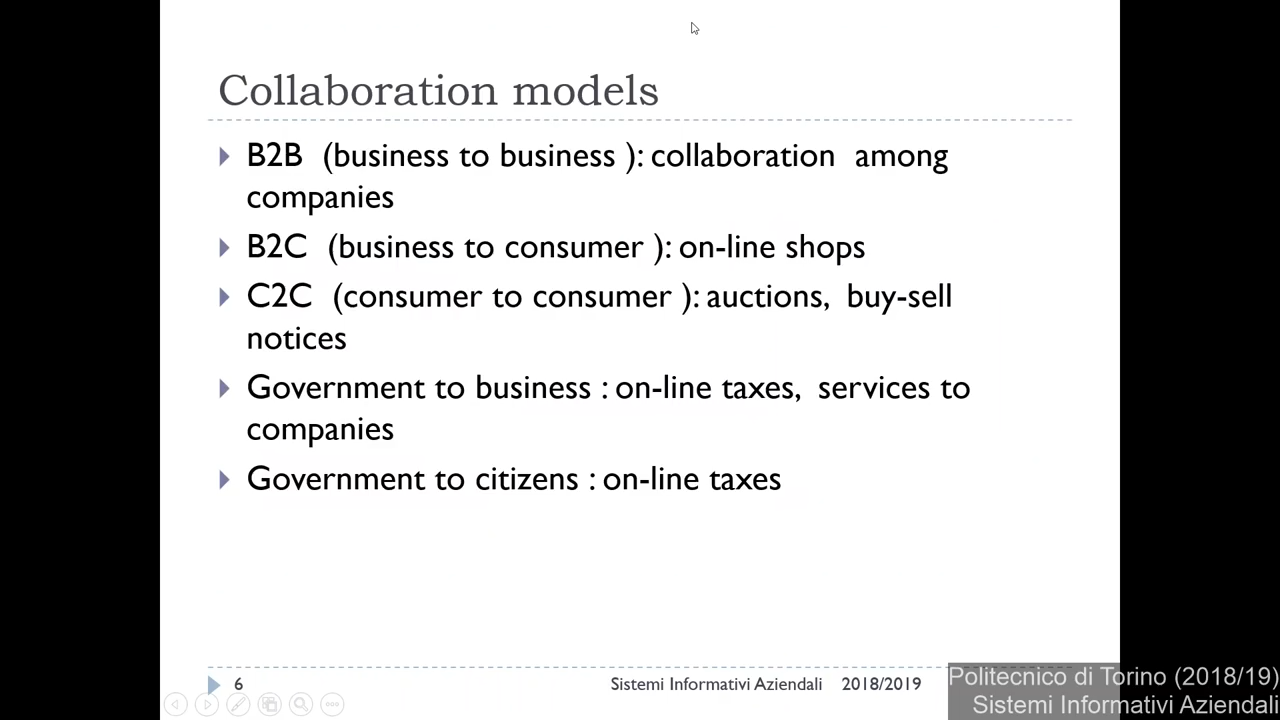 Collaboration models
B2B (business to business ): collaboration among
companies
B2C (business to consumer ): on-line shops
C2C (consumer to consumer ): auctions, buy-sell
notices
Government to business : on-line taxes, services to
companies
Government to citizens : on-line taxes
6
Sistemi Informativi Aziendali 2018/2019
Politecnico di Torino (2018/19)
Sistemi Informativi Aziendali